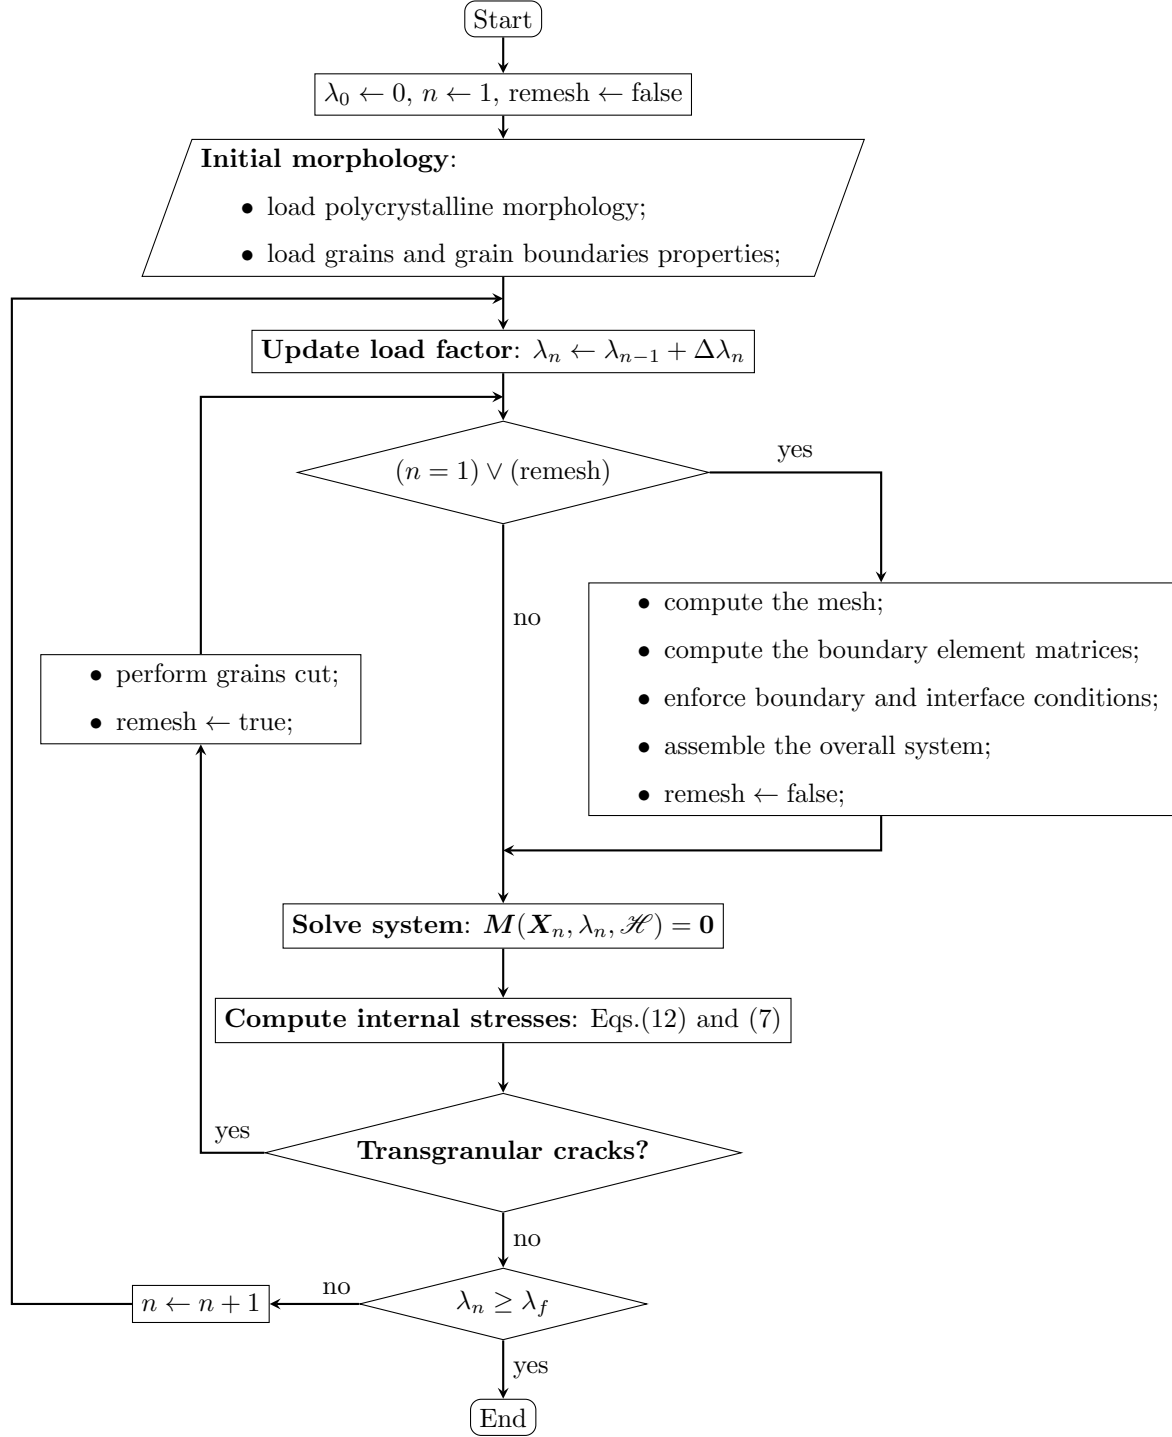 Start
λ₀ ← 0, n ← 1, remesh ← false
Initial morphology:
• load polycrystalline morphology;
• load grains and grain boundaries properties;
Update load factor: λₙ ← λₙ₋₁ + Δλₙ
(n = 1) ∨ (remesh)
yes
no
• compute the mesh;
• compute the boundary element matrices;
• enforce boundary and interface conditions;
• assemble the overall system;
• remesh ← false;
• perform grains cut;
• remesh ← true;
Solve system: M(Xₙ, λₙ, ℋ) = 0
Compute internal stresses: Eqs.(12) and (7)
Transgranular cracks?
yes
no
λₙ ≥ λ_f
no
n ← n + 1
yes
End